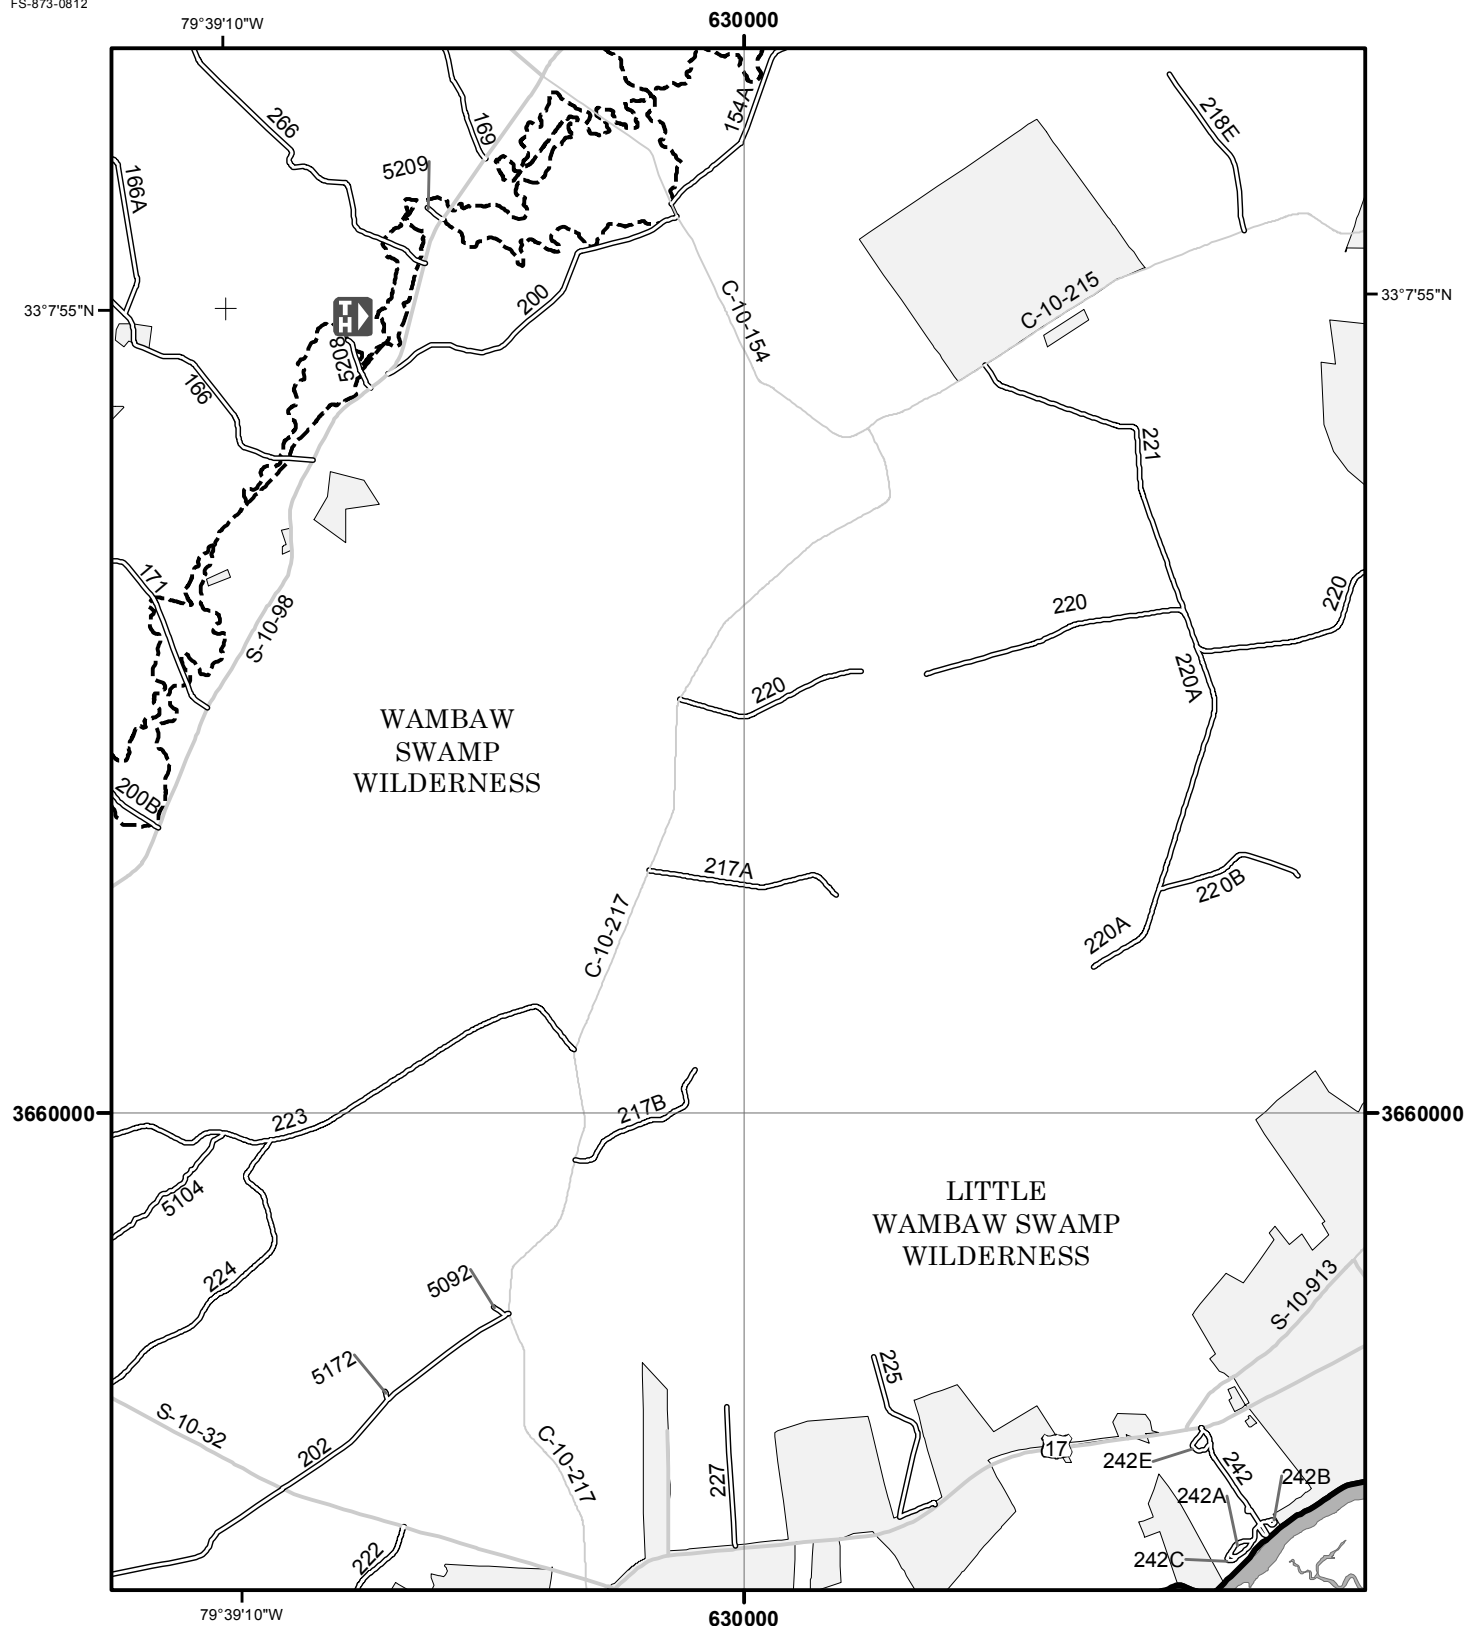 FS-873-0812
79°39'10"W
630000
266
169
154A
218E
5209
166A
C-10-154
C-10-215
200
33°7'55"N
33°7'55"N
T
H
5208
166
221
171
S-10-98
220
220
220
220A
WAMBAW
SWAMP
WILDERNESS
200B
217A
220B
C-10-217
220A
3660000
3660000
223
217B
5104
LITTLE
WAMBAW SWAMP
WILDERNESS
224
5092
S-10-913
5172
225
S-10-32
202
C-10-217
17
227
242E
242
242A
242B
242C
222
79°39'10"W
630000